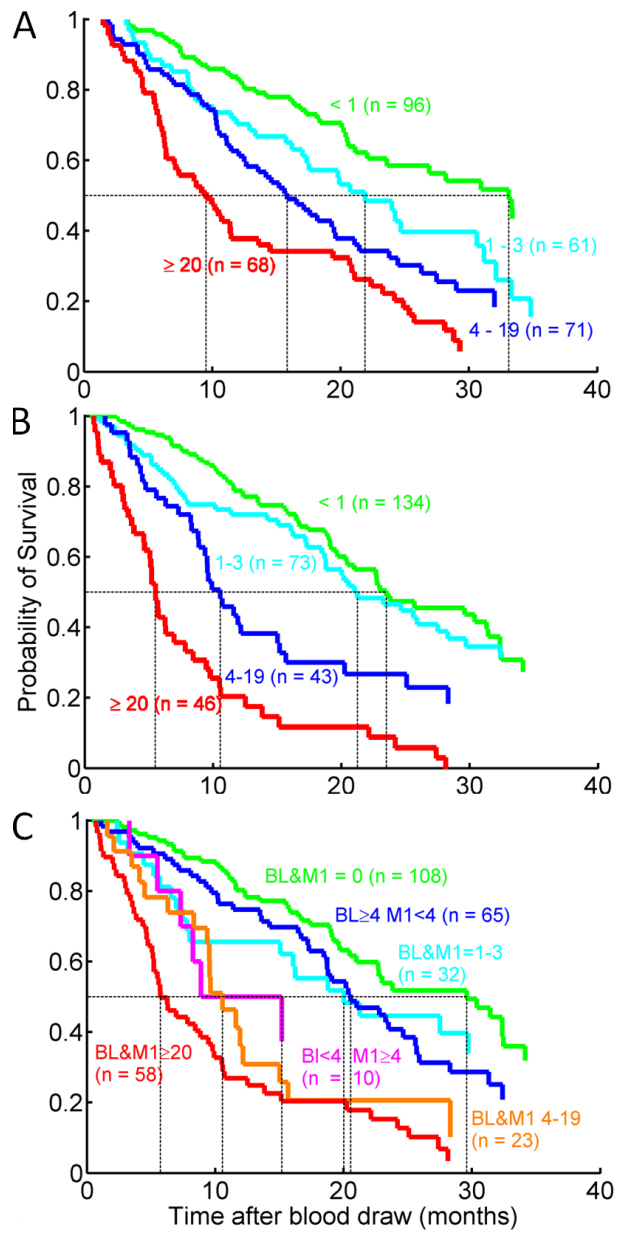 A
1
0.8
0.6
0.4
0.2
0
< 1 (n = 96)
1 - 3 (n = 61)
≥ 20 (n = 68)
4 - 19 (n = 71)
0 10 20 30 40
B
1
0.8
0.6
0.4
0.2
0
Probability of Survival
< 1 (n = 134)
1-3 (n = 73)
4-19 (n = 43)
≥ 20 (n = 46)
0 10 20 30 40
C
1
0.8
0.6
0.4
0.2
0
BL&M1 = 0 (n = 108)
BL≥4 M1<4 (n = 65)
BL&M1=1-3
(n = 32)
BL&M1≥20
(n = 58)
Bl<4 M1≥4
(n = 10)
BL&M1 4-19
(n = 23)
0 10 20 30 40
Time after blood draw (months)